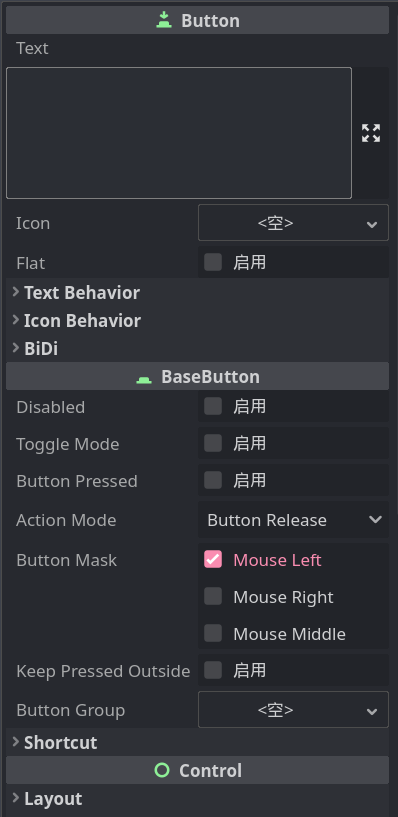 Button
Text
Icon <空>
Flat 启用
Text Behavior
Icon Behavior
BiDi
BaseButton
Disabled 启用
Toggle Mode 启用
Button Pressed 启用
Action Mode Button Release
Button Mask Mouse Left
Mouse Right
Mouse Middle
Keep Pressed Outside 启用
Button Group <空>
Shortcut
Control
Layout